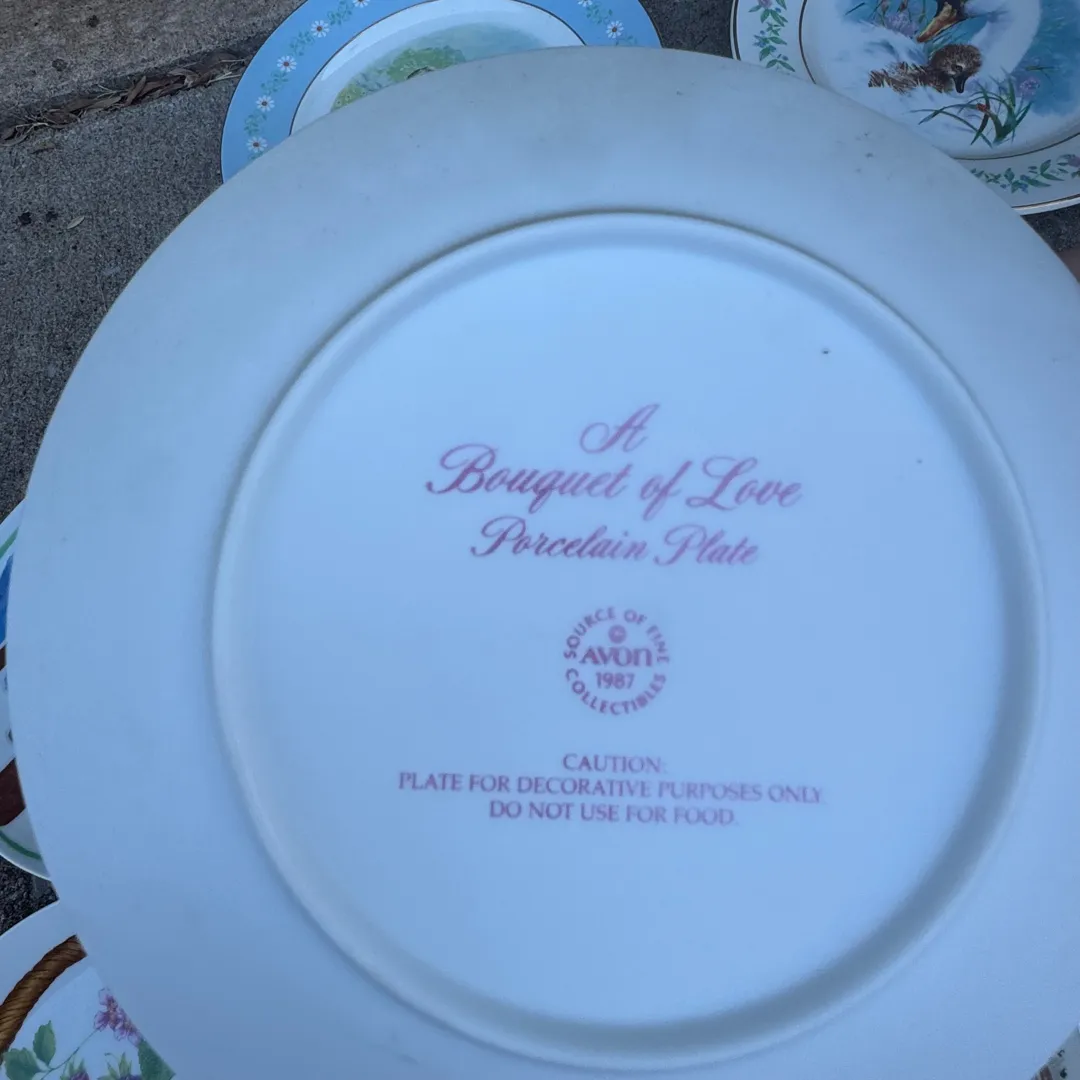 A
Bouquet of Love
Porcelain Plate
SOURCE OF FINE
AVON
1987
COLLECTIBLES
CAUTION:
PLATE FOR DECORATIVE PURPOSES ONLY
DO NOT USE FOR FOOD.